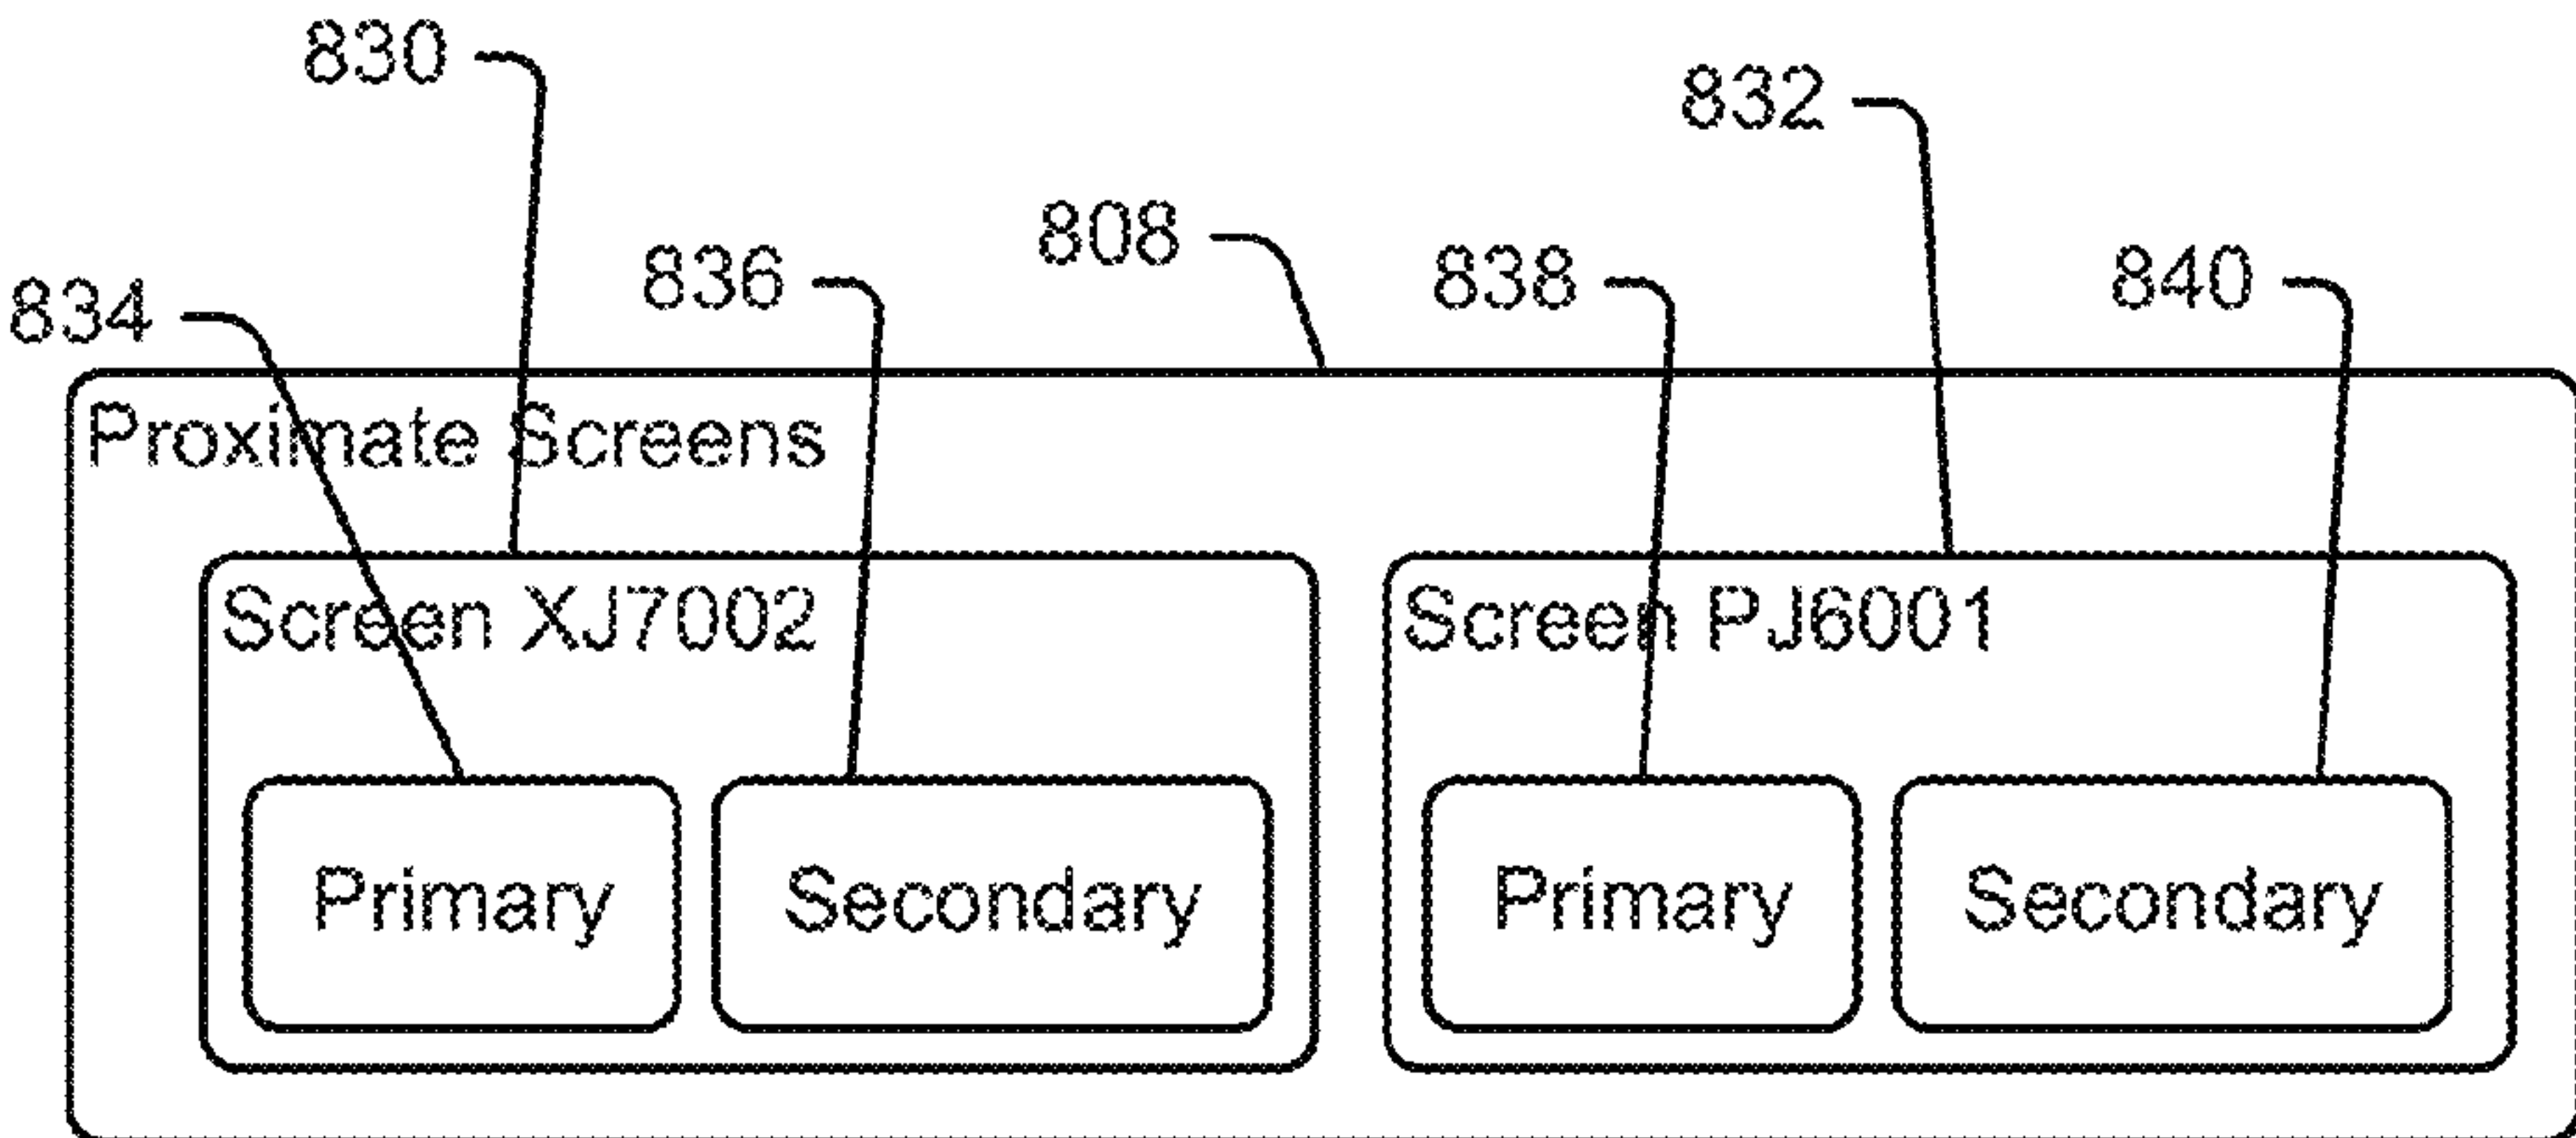 830
832
808
836
838
840
834
Proximate Screens
Screen XJ7002
Screen PJ6001
Primary
Secondary
Primary
Secondary